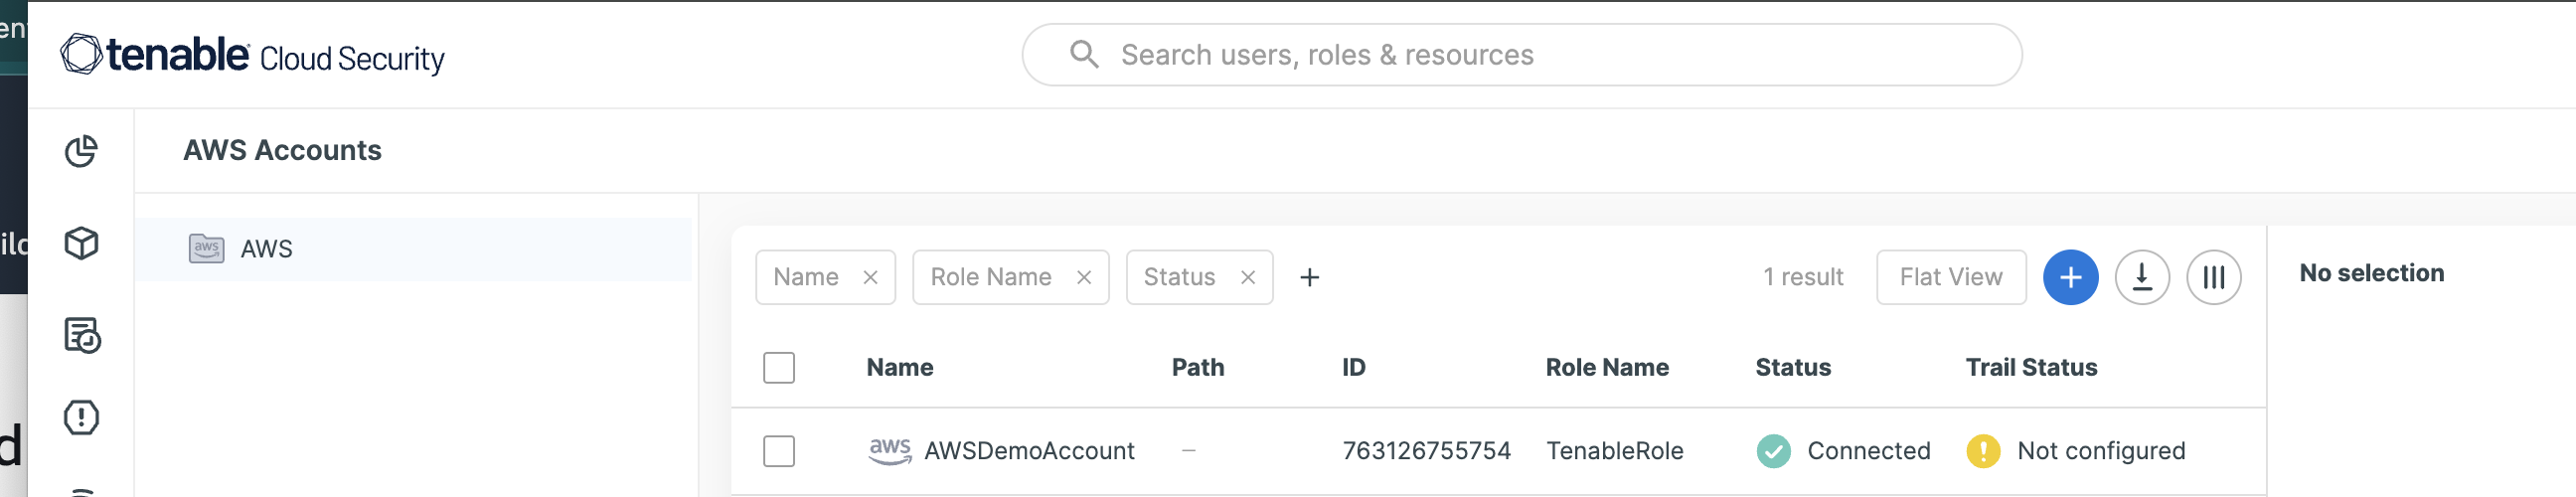 en
tenable Cloud Security
Search users, roles & resources
AWS Accounts
ild
aws AWS
Name Role Name Status
1 result Flat View
No selection
Name Path ID Role Name Status Trail Status
d
aws AWSDemoAccount – 763126755754 TenableRole Connected Not configured